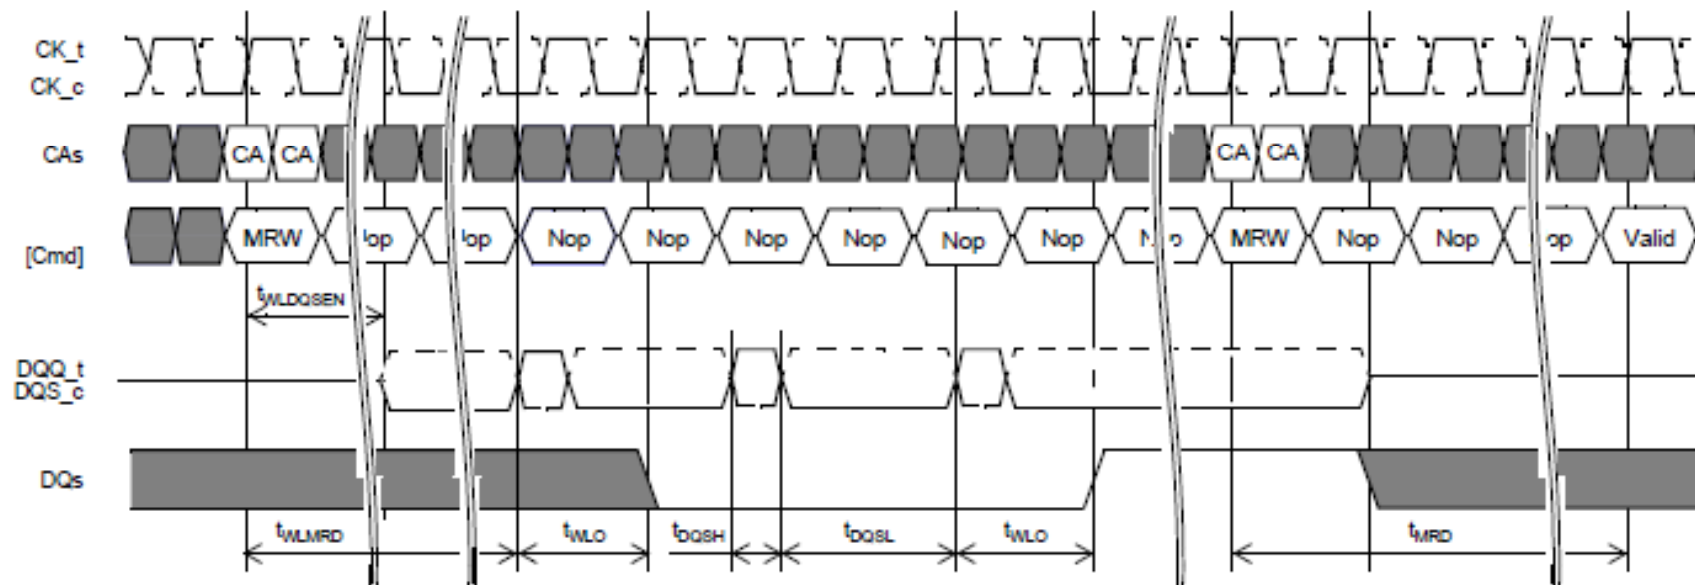 CK_t
CK_c
CAs CA CA CA CA
[Cmd] MRW Nop Nop Nop Nop Nop Nop Nop MRW Nop Nop Valid
tWLDQSEN
DQQ_t
DQS_c
DQs
tWLMRD tWLO tDQSH tDQSL tWLO tMRD